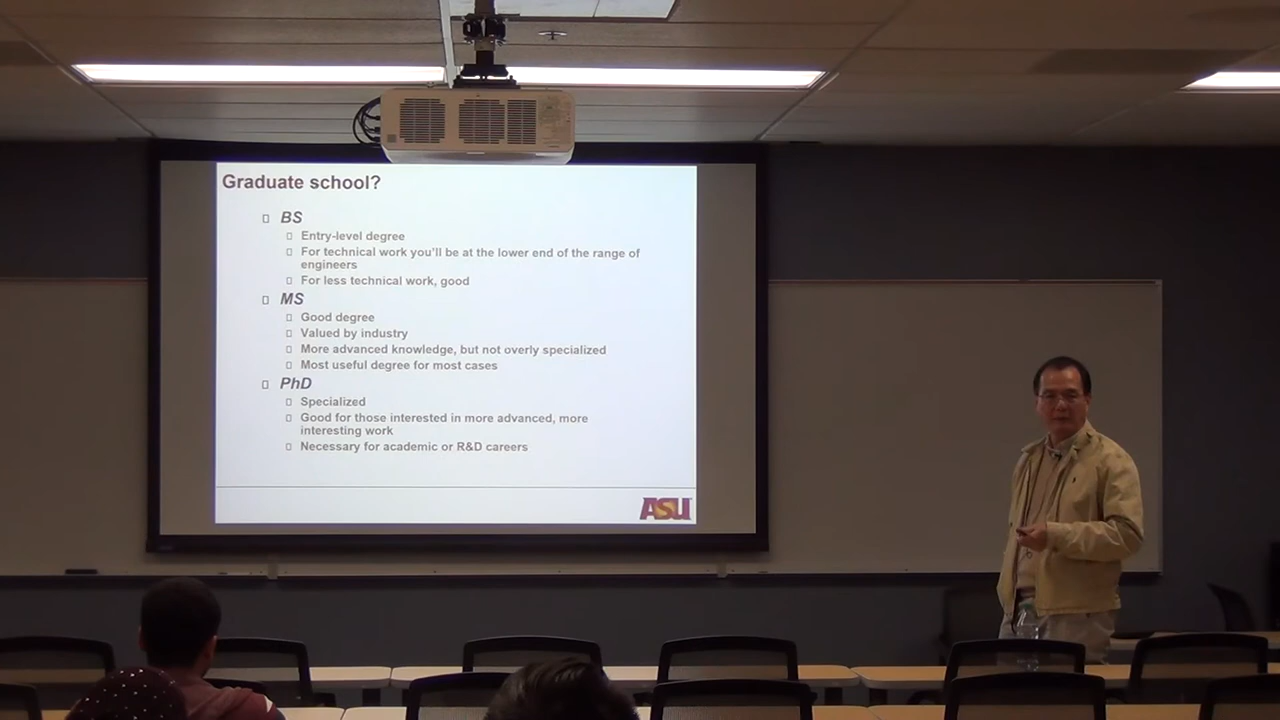 Graduate school?
BS
Entry-level degree
For technical work you'll be at the lower end of the range of
engineers
For less technical work, good
MS
Good degree
Valued by industry
More advanced knowledge, but not overly specialized
Most useful degree for most cases
PhD
Specialized
Good for those interested in more advanced, more
interesting work
Necessary for academic or R&D careers
ASU